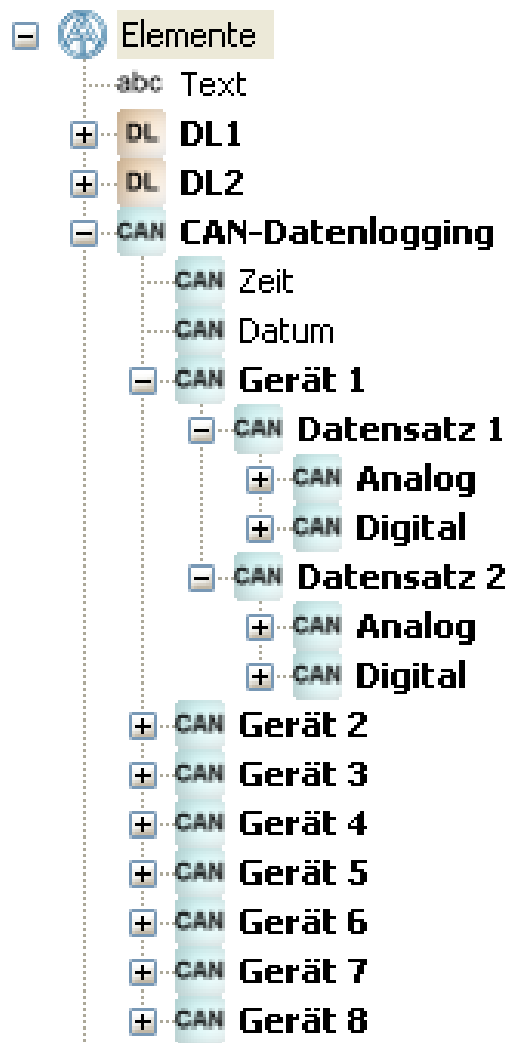 Elemente
abc Text
DL DL1
DL DL2
CAN CAN-Datenlogging
CAN Zeit
CAN Datum
CAN Gerät 1
CAN Datensatz 1
CAN Analog
CAN Digital
CAN Datensatz 2
CAN Analog
CAN Digital
CAN Gerät 2
CAN Gerät 3
CAN Gerät 4
CAN Gerät 5
CAN Gerät 6
CAN Gerät 7
CAN Gerät 8